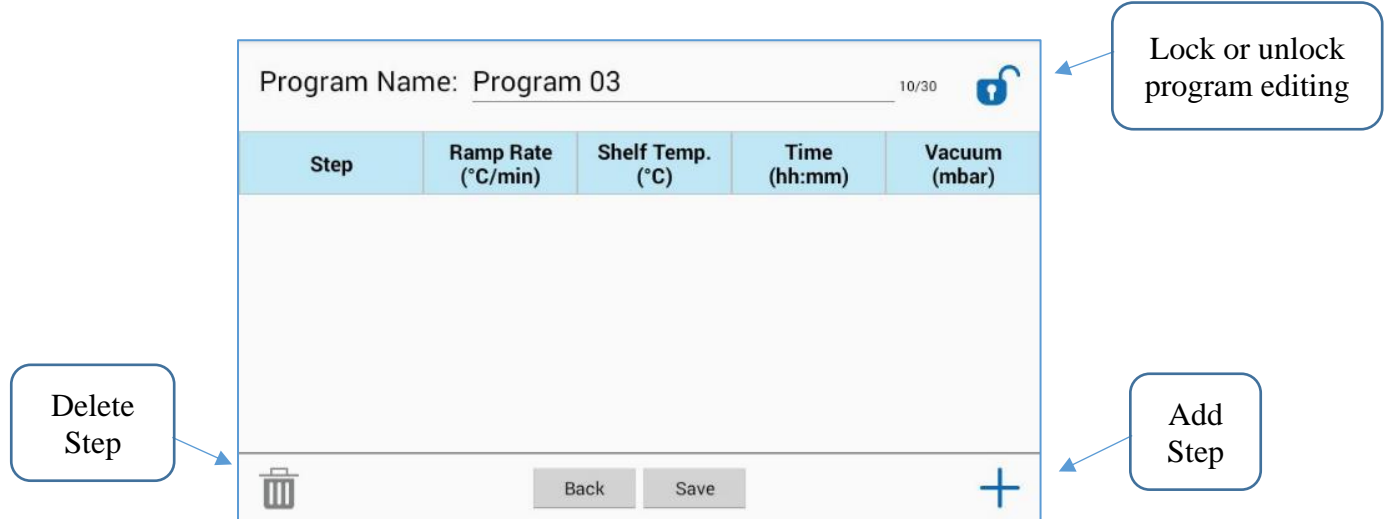 Lock or unlock
program editing
Program Name: Program 03 10/30
Step Ramp Rate (°C/min) Shelf Temp. (°C) Time (hh:mm) Vacuum (mbar)
Delete
Step
Add
Step
Back Save